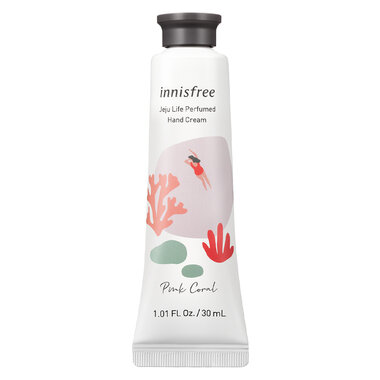 innisfree
Jeju Life Perfumed
Hand Cream
Pink Coral
1.01 FL. Oz. / 30 mL